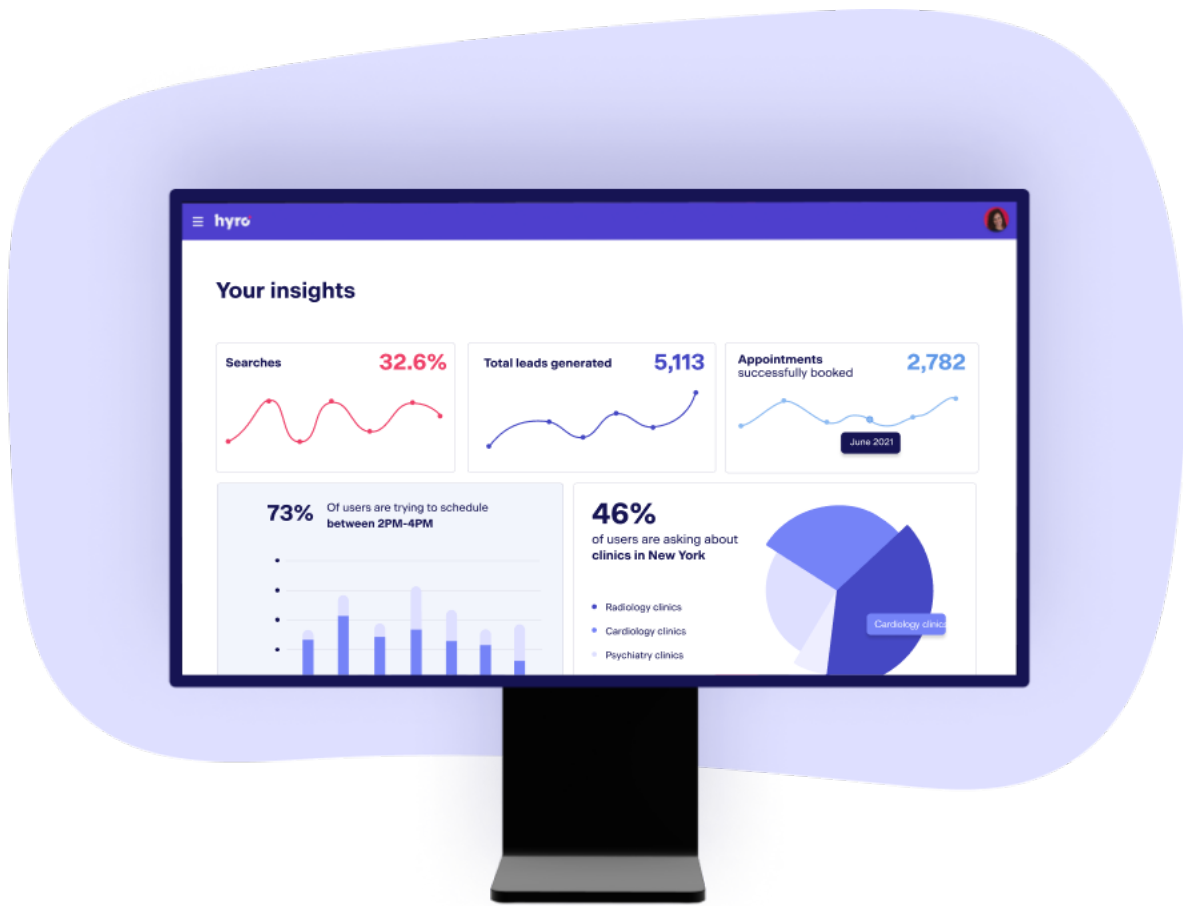 hyro
Your insights
Searches
32.6%
Total leads generated
5,113
Appointments
successfully booked
2,782
June 2021
73%
Of users are trying to schedule
between 2PM-4PM
46%
of users are asking about
clinics in New York
Radiology clinics
Cardiology clinics
Psychiatry clinics
Cardiology clinic